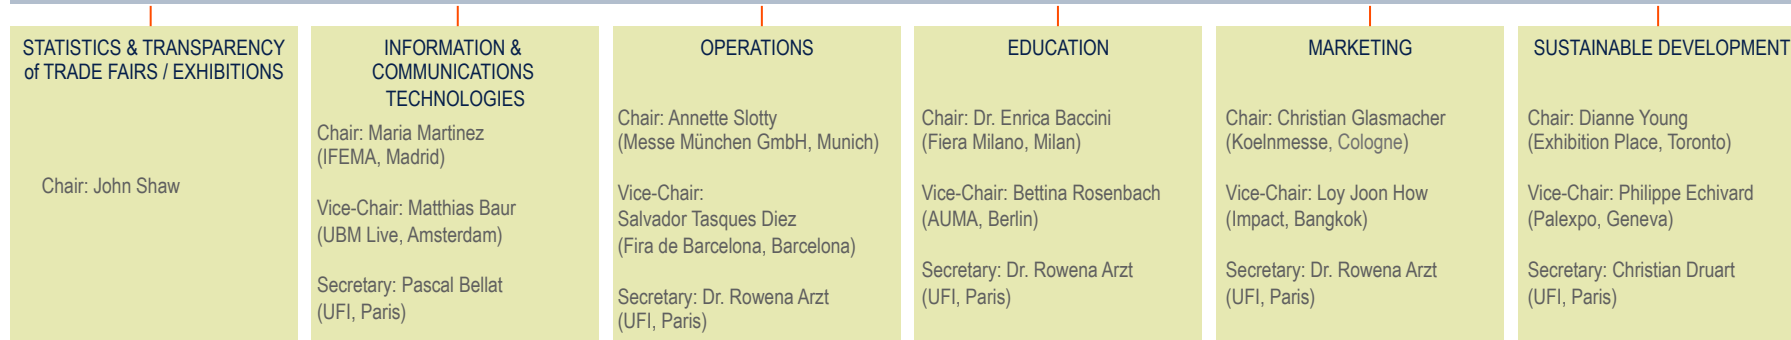 STATISTICS & TRANSPARENCY
of TRADE FAIRS / EXHIBITIONS
Chair: John Shaw
INFORMATION &
COMMUNICATIONS
TECHNOLOGIES
Chair: Maria Martinez
(IFEMA, Madrid)
Vice-Chair: Matthias Baur
(UBM Live, Amsterdam)
Secretary: Pascal Bellat
(UFI, Paris)
OPERATIONS
Chair: Annette Slotty
(Messe München GmbH, Munich)
Vice-Chair:
Salvador Tasques Diez
(Fira de Barcelona, Barcelona)
Secretary: Dr. Rowena Arzt
(UFI, Paris)
EDUCATION
Chair: Dr. Enrica Baccini
(Fiera Milano, Milan)
Vice-Chair: Bettina Rosenbach
(AUMA, Berlin)
Secretary: Dr. Rowena Arzt
(UFI, Paris)
MARKETING
Chair: Christian Glasmacher
(Koelnmesse, Cologne)
Vice-Chair: Loy Joon How
(Impact, Bangkok)
Secretary: Dr. Rowena Arzt
(UFI, Paris)
SUSTAINABLE DEVELOPMENT
Chair: Dianne Young
(Exhibition Place, Toronto)
Vice-Chair: Philippe Echivard
(Palexpo, Geneva)
Secretary: Christian Druart
(UFI, Paris)